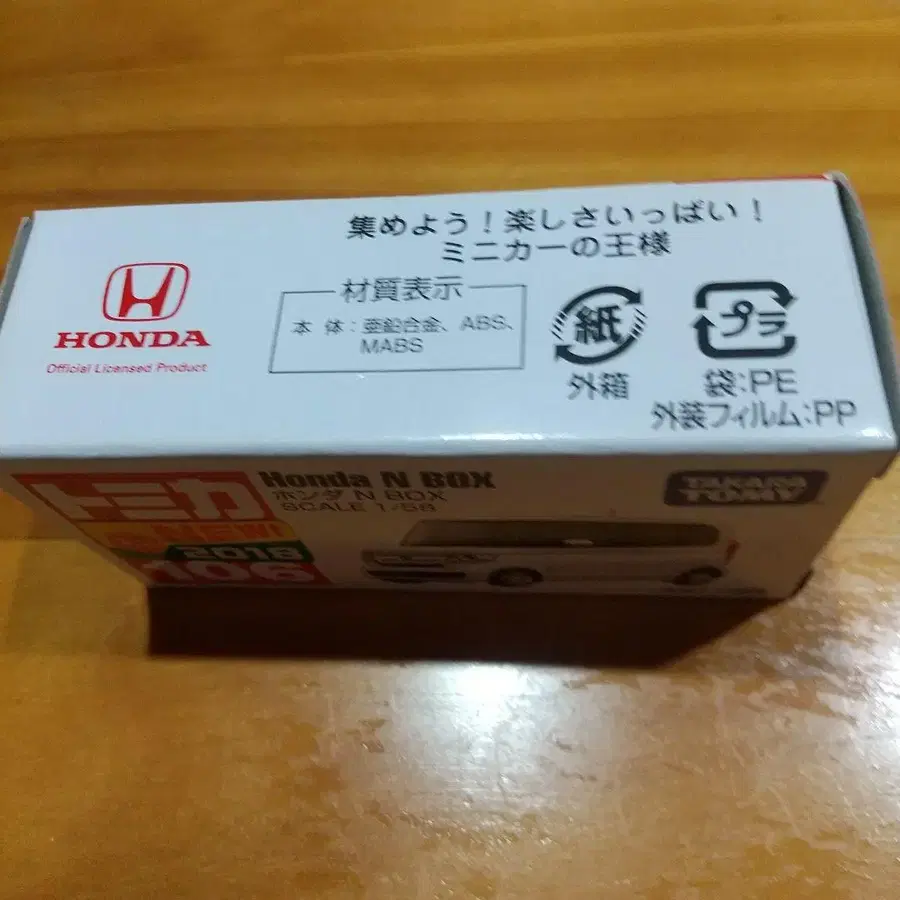 集めよう！楽しさいっぱい！
ミニカーの王様
HONDA
Official Licensed Product
材質表示
本 体：亜鉛合金、ABS、
MABS
紙
外箱
プラ
袋:PE
外装フィルム:PP
トミカ
NEW!
2018
106
Honda N BOX
ホンダ N BOX
SCALE 1/58
TAKARA
TOMY